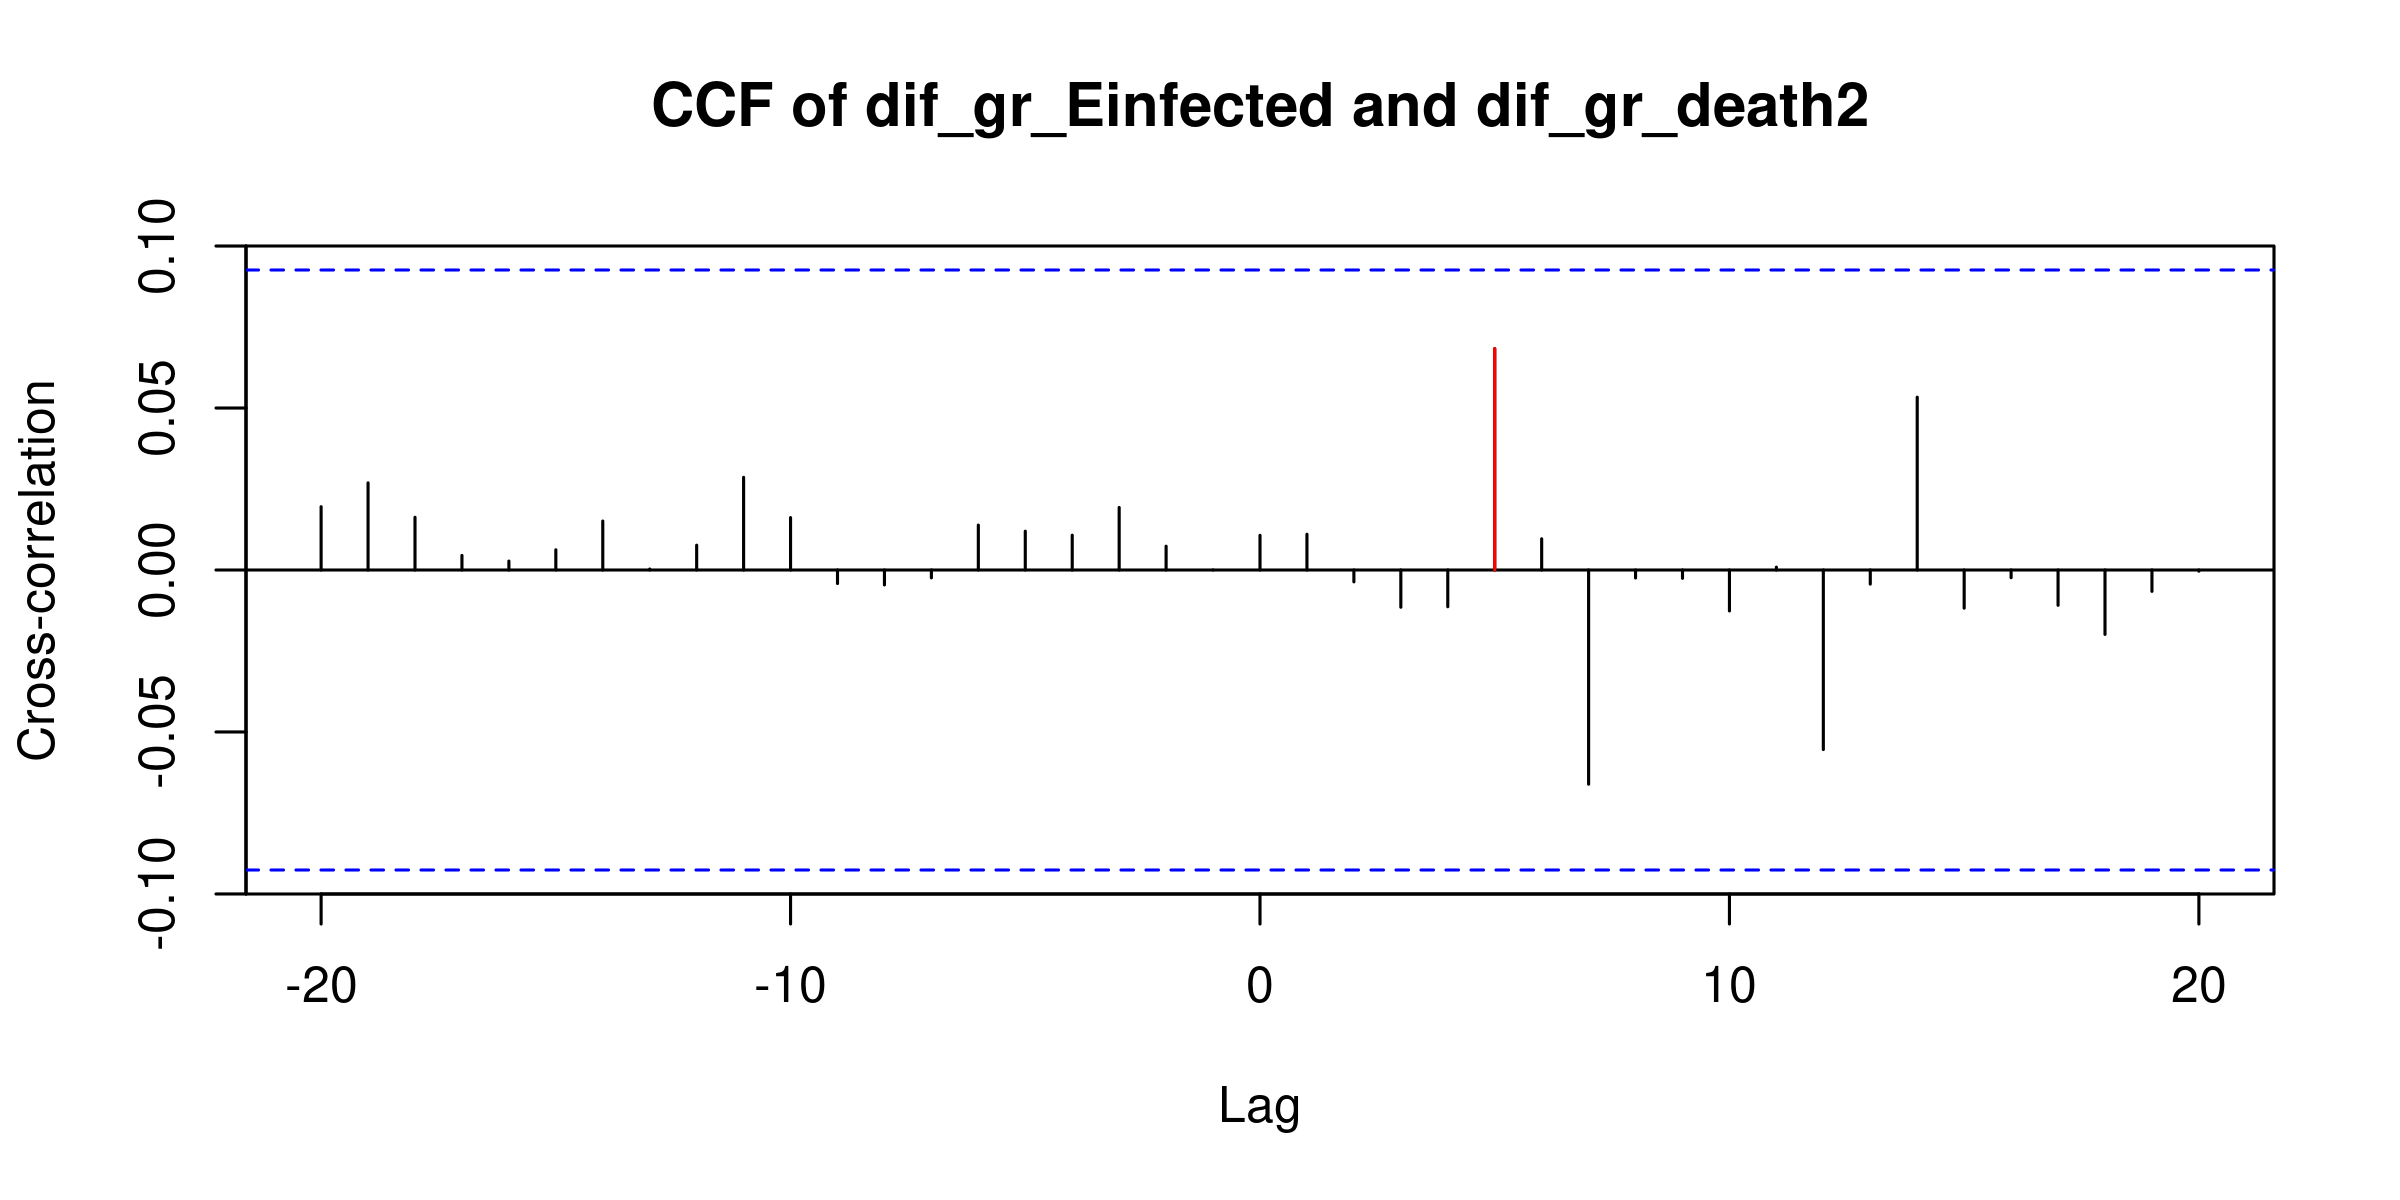 CCF of dif_gr_Einfected and dif_gr_death2
Cross-correlation
0.10
0.05
0.00
-0.05
-0.10
-20 -10 0 10 20
Lag